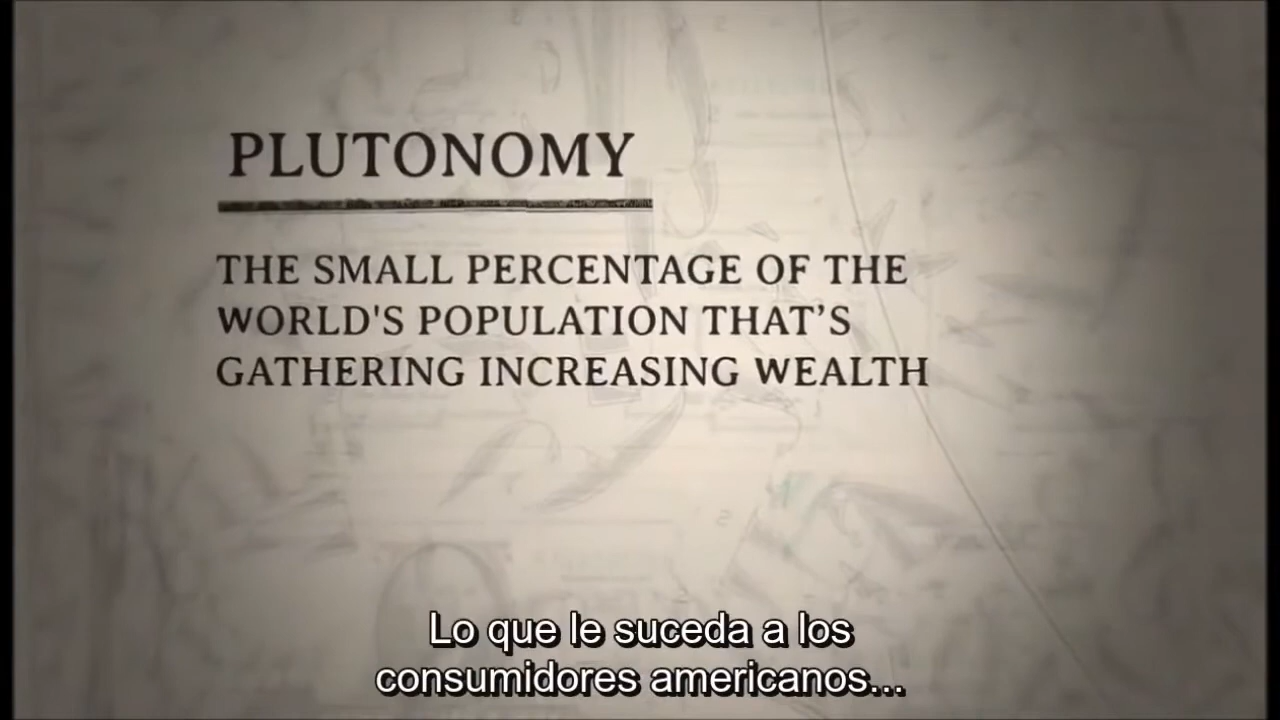 PLUTONOMY
THE SMALL PERCENTAGE OF THE
WORLD'S POPULATION THAT’S
GATHERING INCREASING WEALTH
Lo que le suceda a los
consumidores americanos...